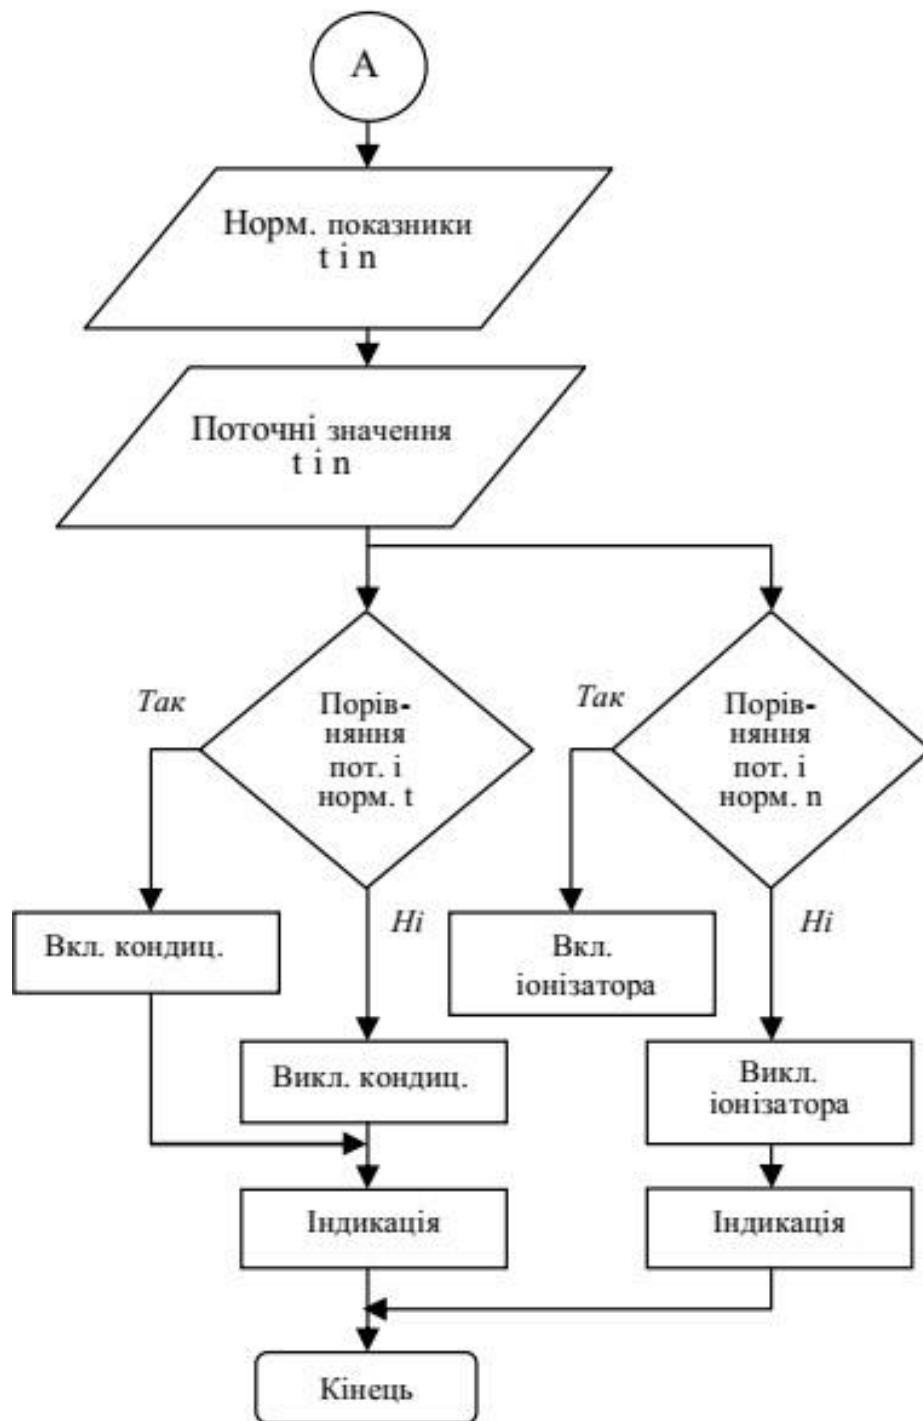 А
Норм. показники
t і n
Поточні значення
t і n
Так
Порів-
няння
пот. і
норм. t
Так
Порів-
няння
пот. і
норм. n
Ні
Ні
Вкл. кондиц.
Вкл.
іонізатора
Викл. кондиц.
Викл.
іонізатора
Індикація
Індикація
Кінець